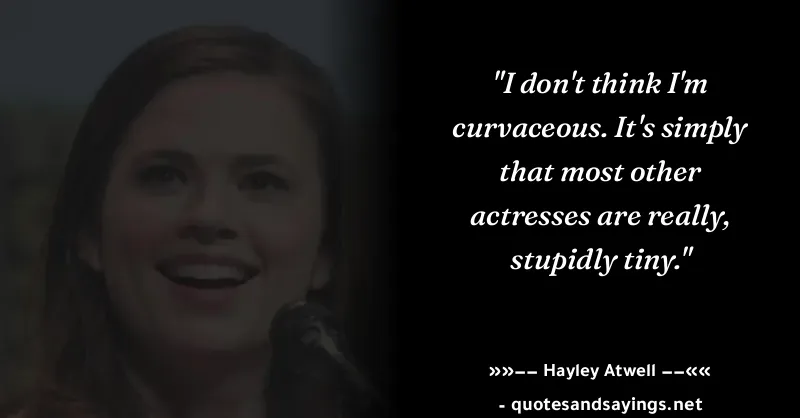 "I don't think I'm
curvaceous. It's simply
that most other
actresses are really,
stupidly tiny."
»»−− Hayley Atwell −−««
- quotesandsayings.net